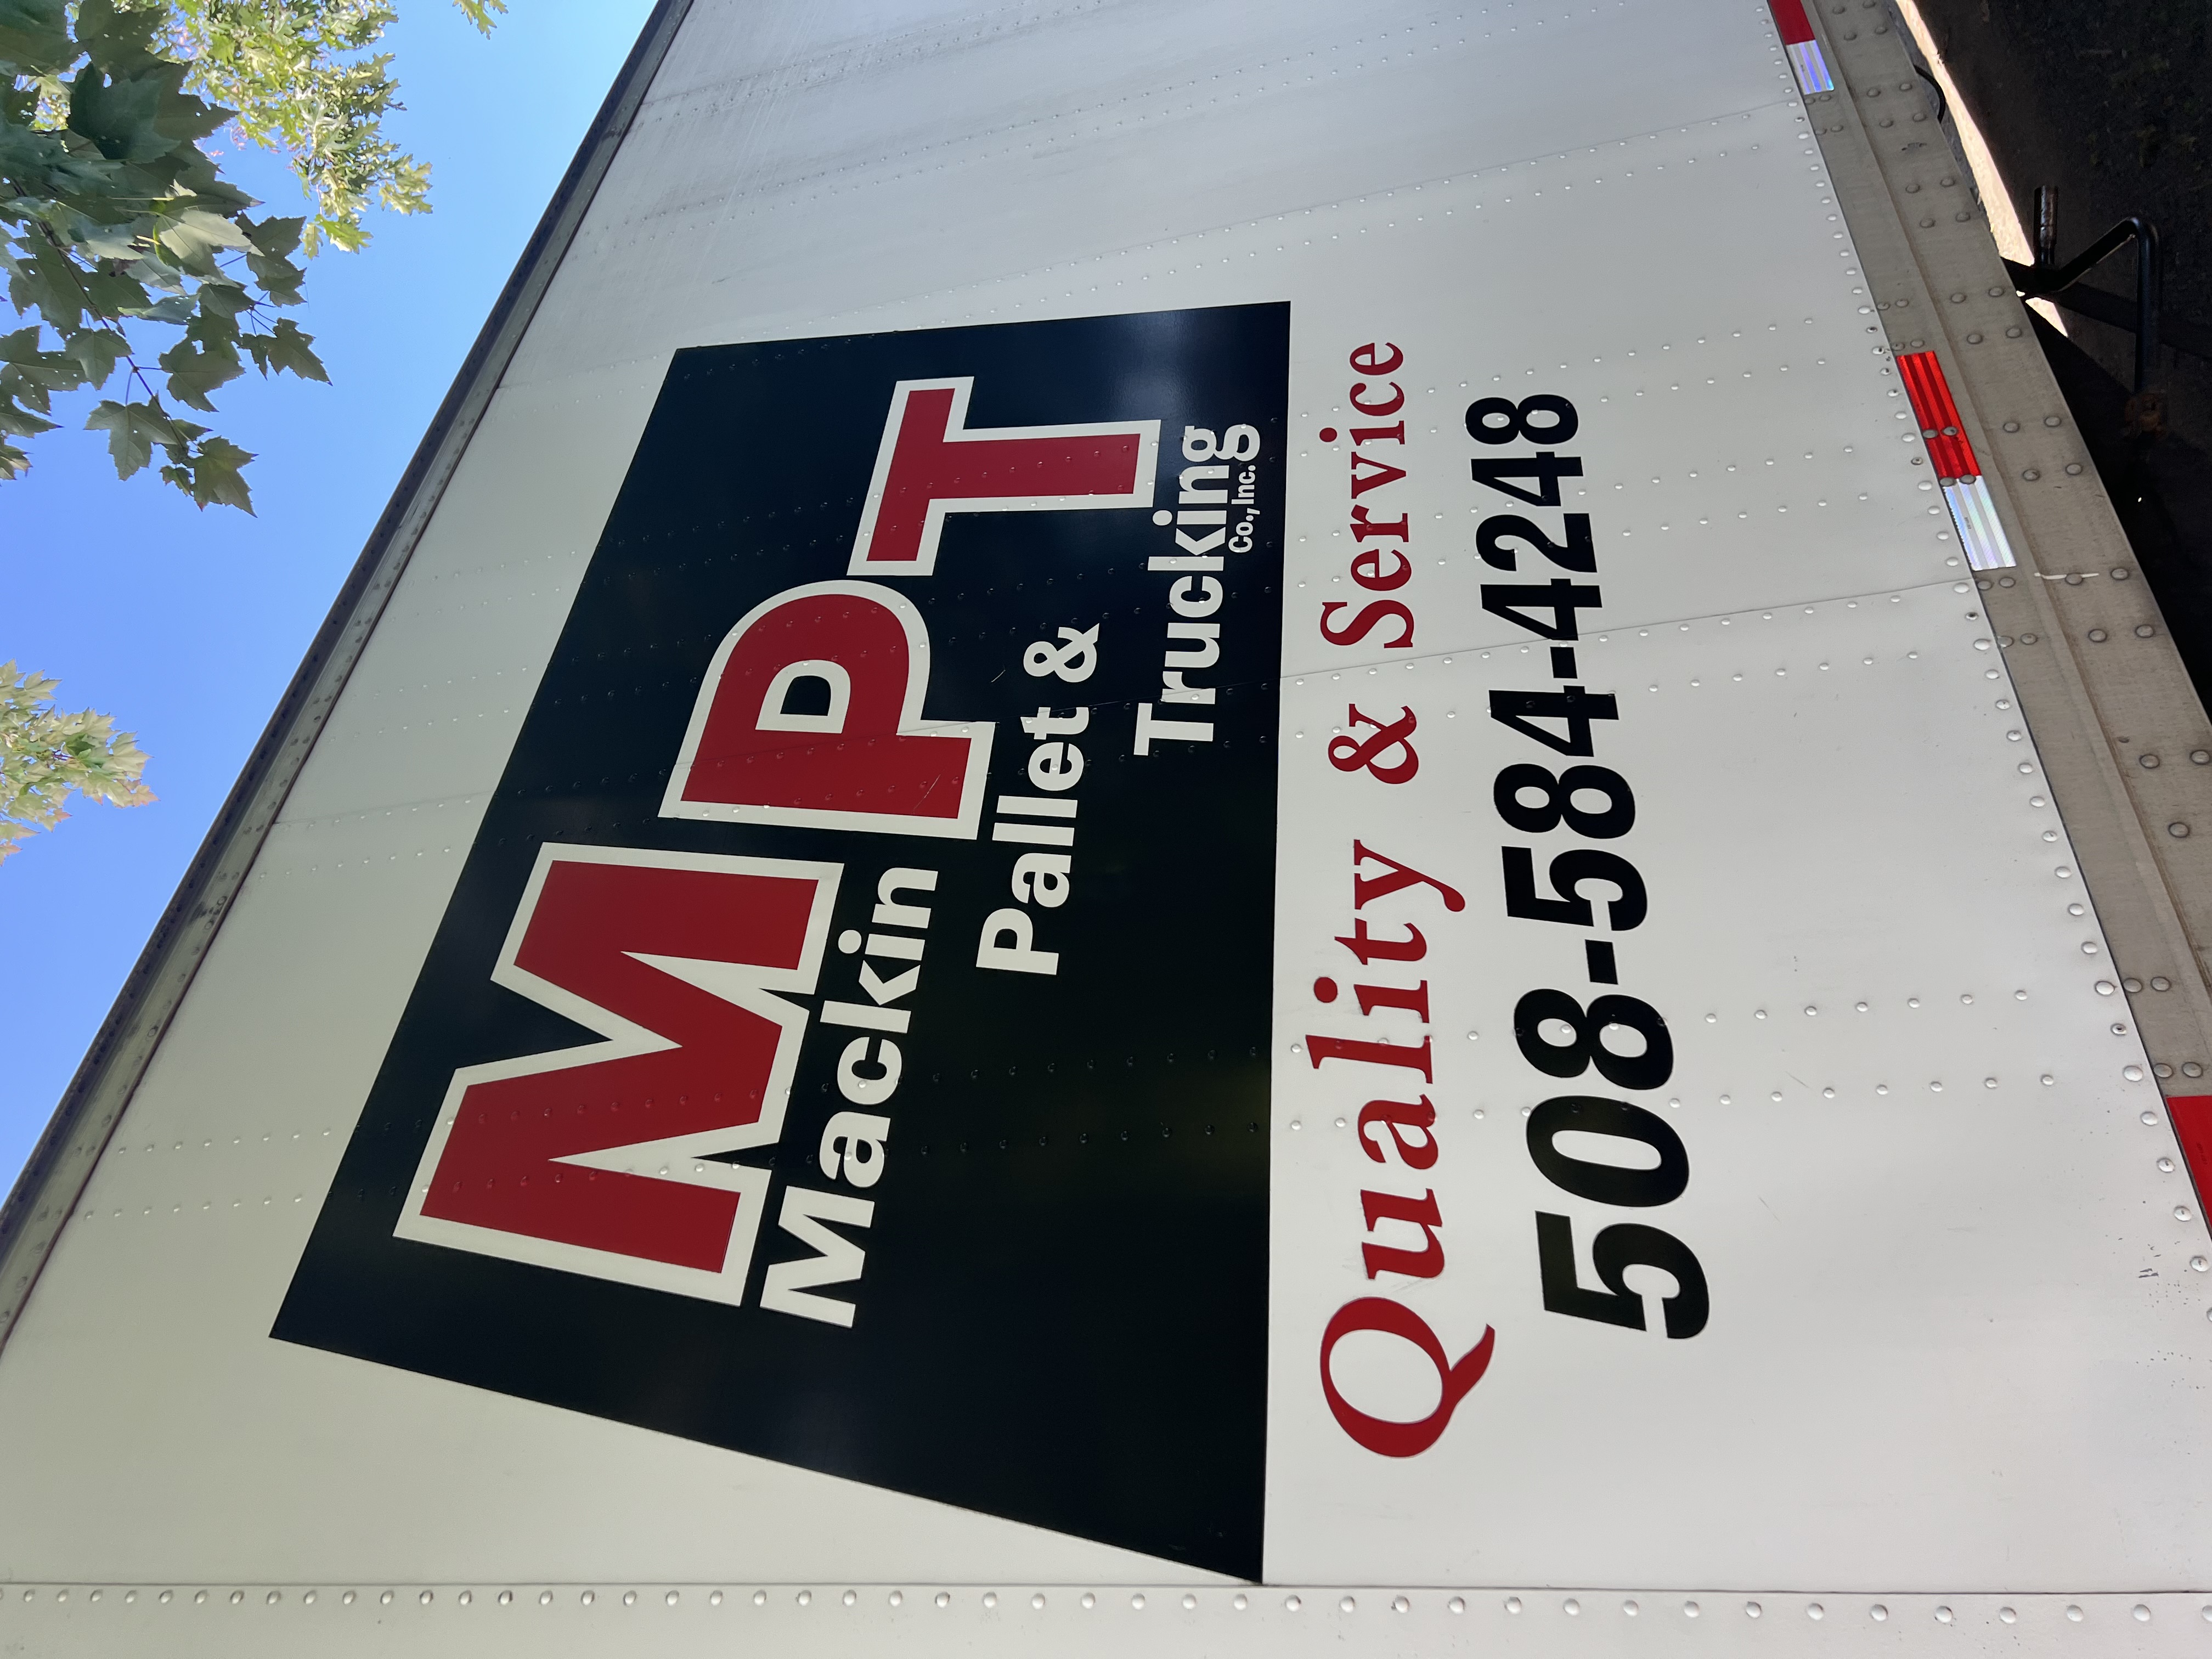 MPT
Mackin
Pallet &
Trucking
Co., Inc.
Quality & Service
508-584-4248